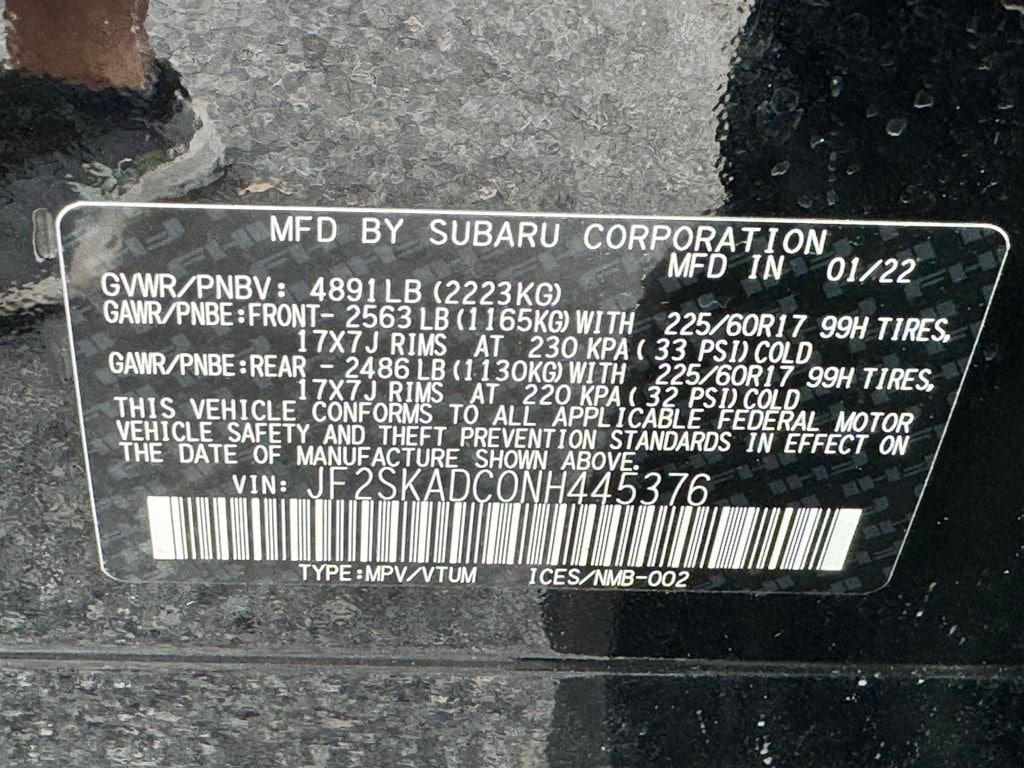 MFD BY SUBARU CORPORATION
MFD IN 01/22
GVWR/PNBV: 4891LB (2223KG)
GAWR/PNBE:FRONT- 2563 LB(1165KG)WITH 225/60R17 99H TIRES,
17X7J RIMS AT 230 KPA( 33 PSI)COLD
GAWR/PNBE:REAR - 2486 LB(1130KG)WITH 225/60R17 99H TIRES,
17X7J RIMS AT 220 KPA( 32 PSI)COLD
THIS VEHICLE CONFORMS TO ALL APPLICABLE FEDERAL MOTOR
VEHICLE SAFETY AND THEFT PREVENTION STANDARDS IN EFFECT ON
THE DATE OF MANUFACTURE SHOWN ABOVE.
VIN: JF2SKADC0NH445376
TYPE:MPV/VTUM ICES/NMB-002